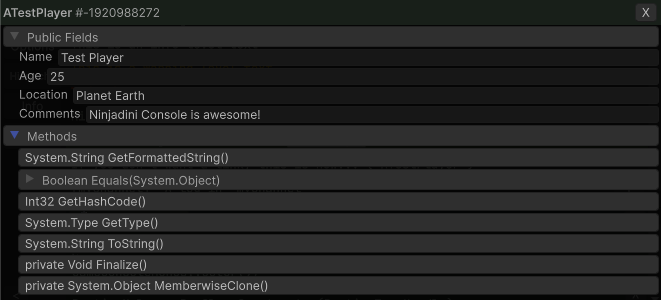 ATestPlayer #-1920988272 X
Public Fields
Name Test Player
Age 25
Location Planet Earth
Comments Ninjadini Console is awesome!
Methods
System.String GetFormattedString()
Boolean Equals(System.Object)
Int32 GetHashCode()
System.Type GetType()
System.String ToString()
private Void Finalize()
private System.Object MemberwiseClone()